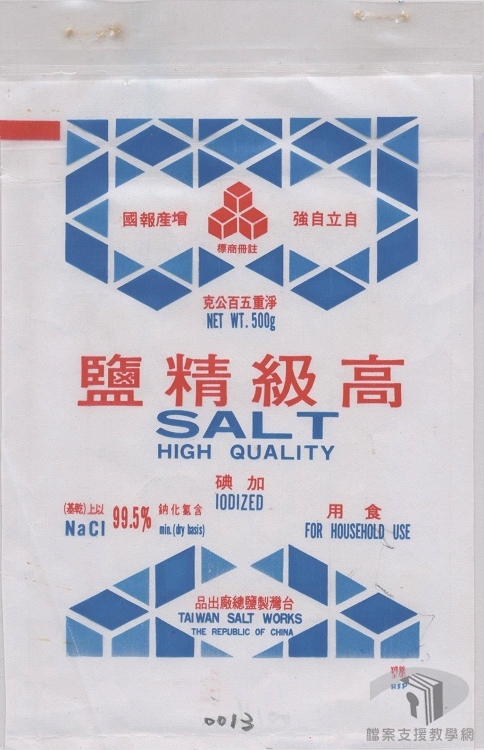 自立自強
增產報國
註冊商標
淨重五百公克
NET WT. 500g
高級精鹽
SALT
HIGH QUALITY
加碘
IODIZED
食用
FOR HOUSEHOLD USE
含氯化鈉 99.5% 以上(乾基)
NaCl min. (dry basis)
台灣製鹽總廠出品
TAIWAN SALT WORKS
THE REPUBLIC OF CHINA
0013
檔案支援教學網